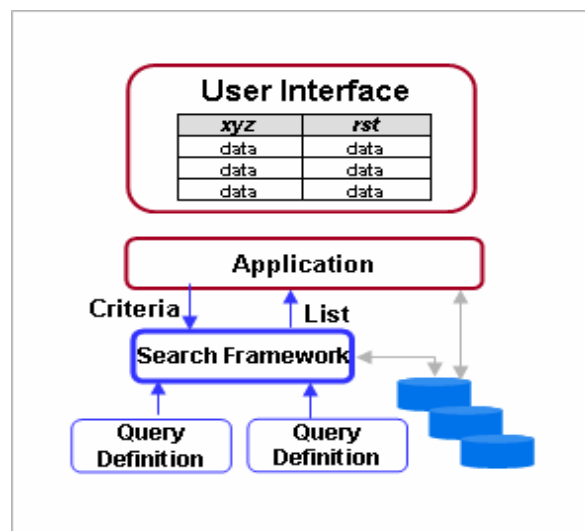 User Interface
xyz rst
data data
data data
data data
Application
Criteria
List
Search Framework
Query
Definition
Query
Definition